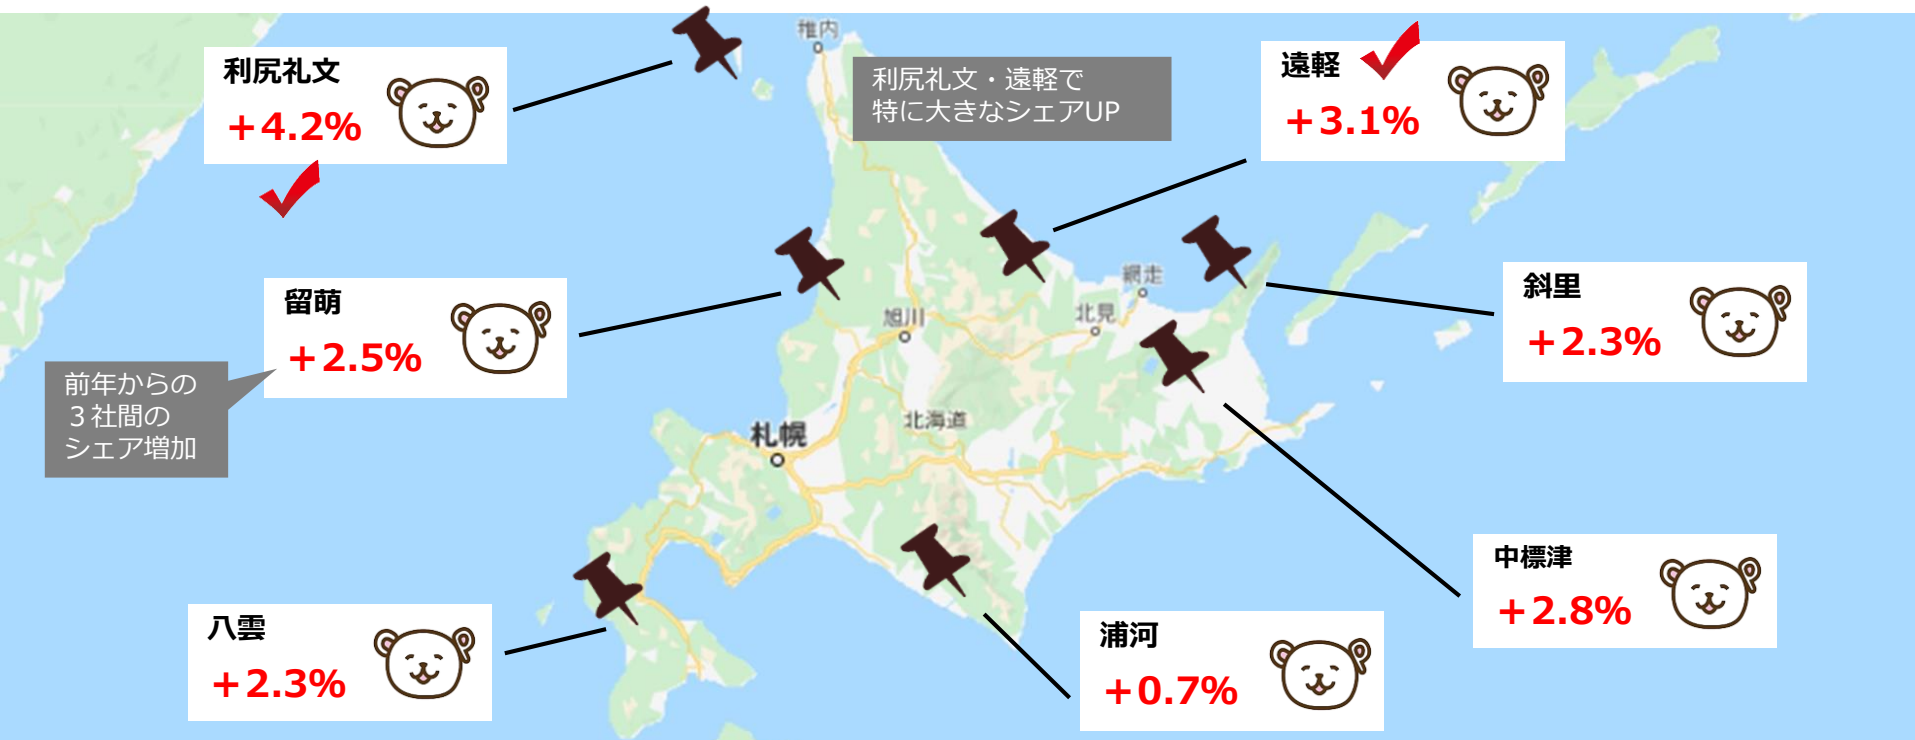 稚内
利尻礼文
+4.2%
利尻礼文・遠軽で
特に大きなシェアUP
遠軽
+3.1%
網走
北見
旭川
斜里
+2.3%
留萌
+2.5%
前年からの
３社間の
シェア増加
北海道
札幌
中標津
+2.8%
八雲
+2.3%
浦河
+0.7%